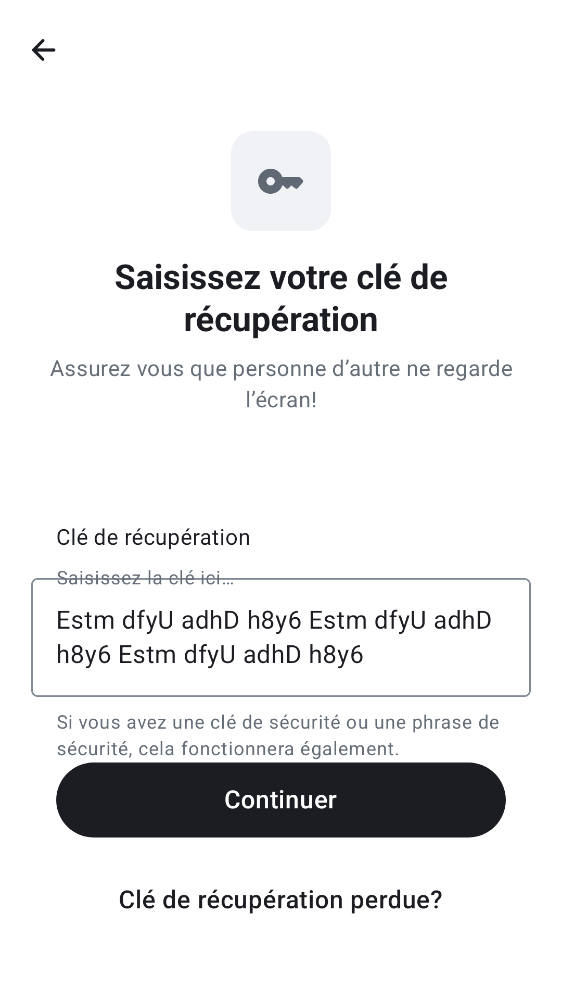 Saisissez votre clé de
récupération
Assurez vous que personne d’autre ne regarde
l’écran!
Clé de récupération
Saisissez la clé ici…
Estm dfyU adhD h8y6 Estm dfyU adhD
h8y6 Estm dfyU adhD h8y6
Si vous avez une clé de sécurité ou une phrase de
sécurité, cela fonctionnera également.
Continuer
Clé de récupération perdue?